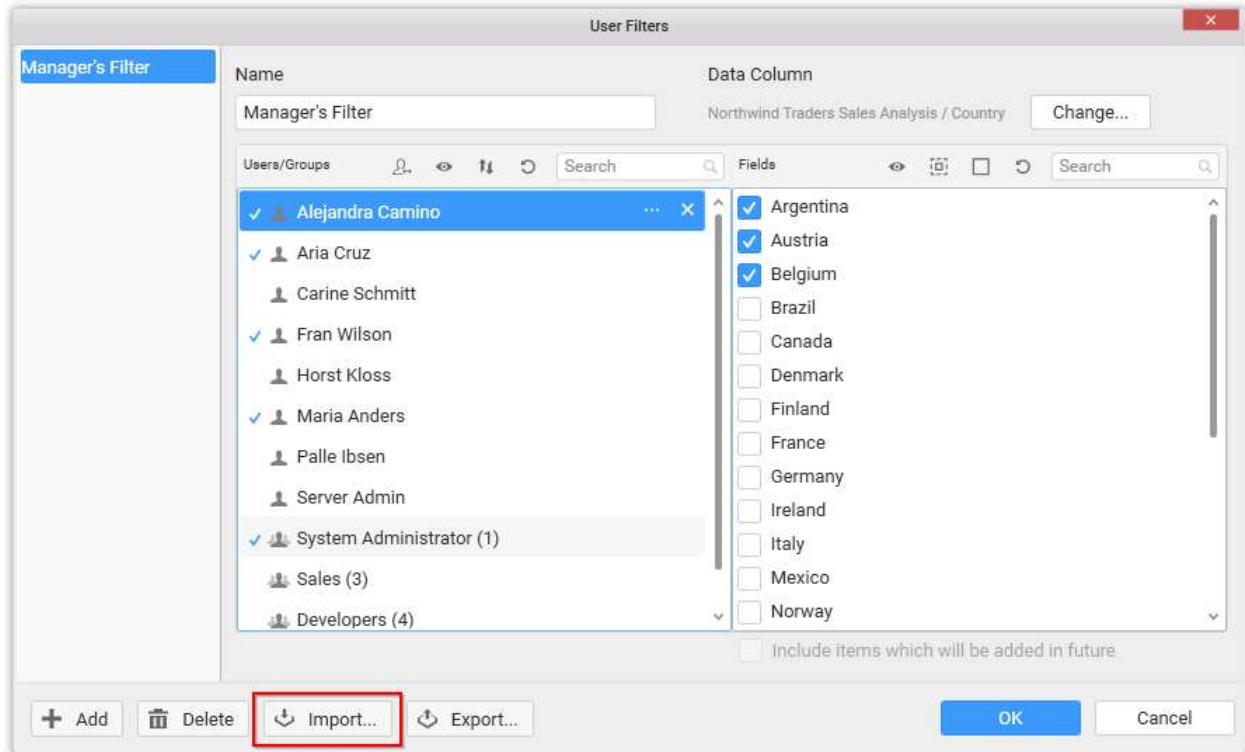 User Filters
Manager's Filter
Name
Data Column
Manager's Filter
Northwind Traders Sales Analysis / Country
Change...
Users/Groups
Search
Fields
Search
Alejandra Camino
Aria Cruz
Carine Schmitt
Fran Wilson
Horst Kloss
Maria Anders
Palle Ibsen
Server Admin
System Administrator (1)
Sales (3)
Developers (4)
Argentina
Austria
Belgium
Brazil
Canada
Denmark
Finland
France
Germany
Ireland
Italy
Mexico
Norway
Include items which will be added in future
Add
Delete
Import...
Export...
OK
Cancel